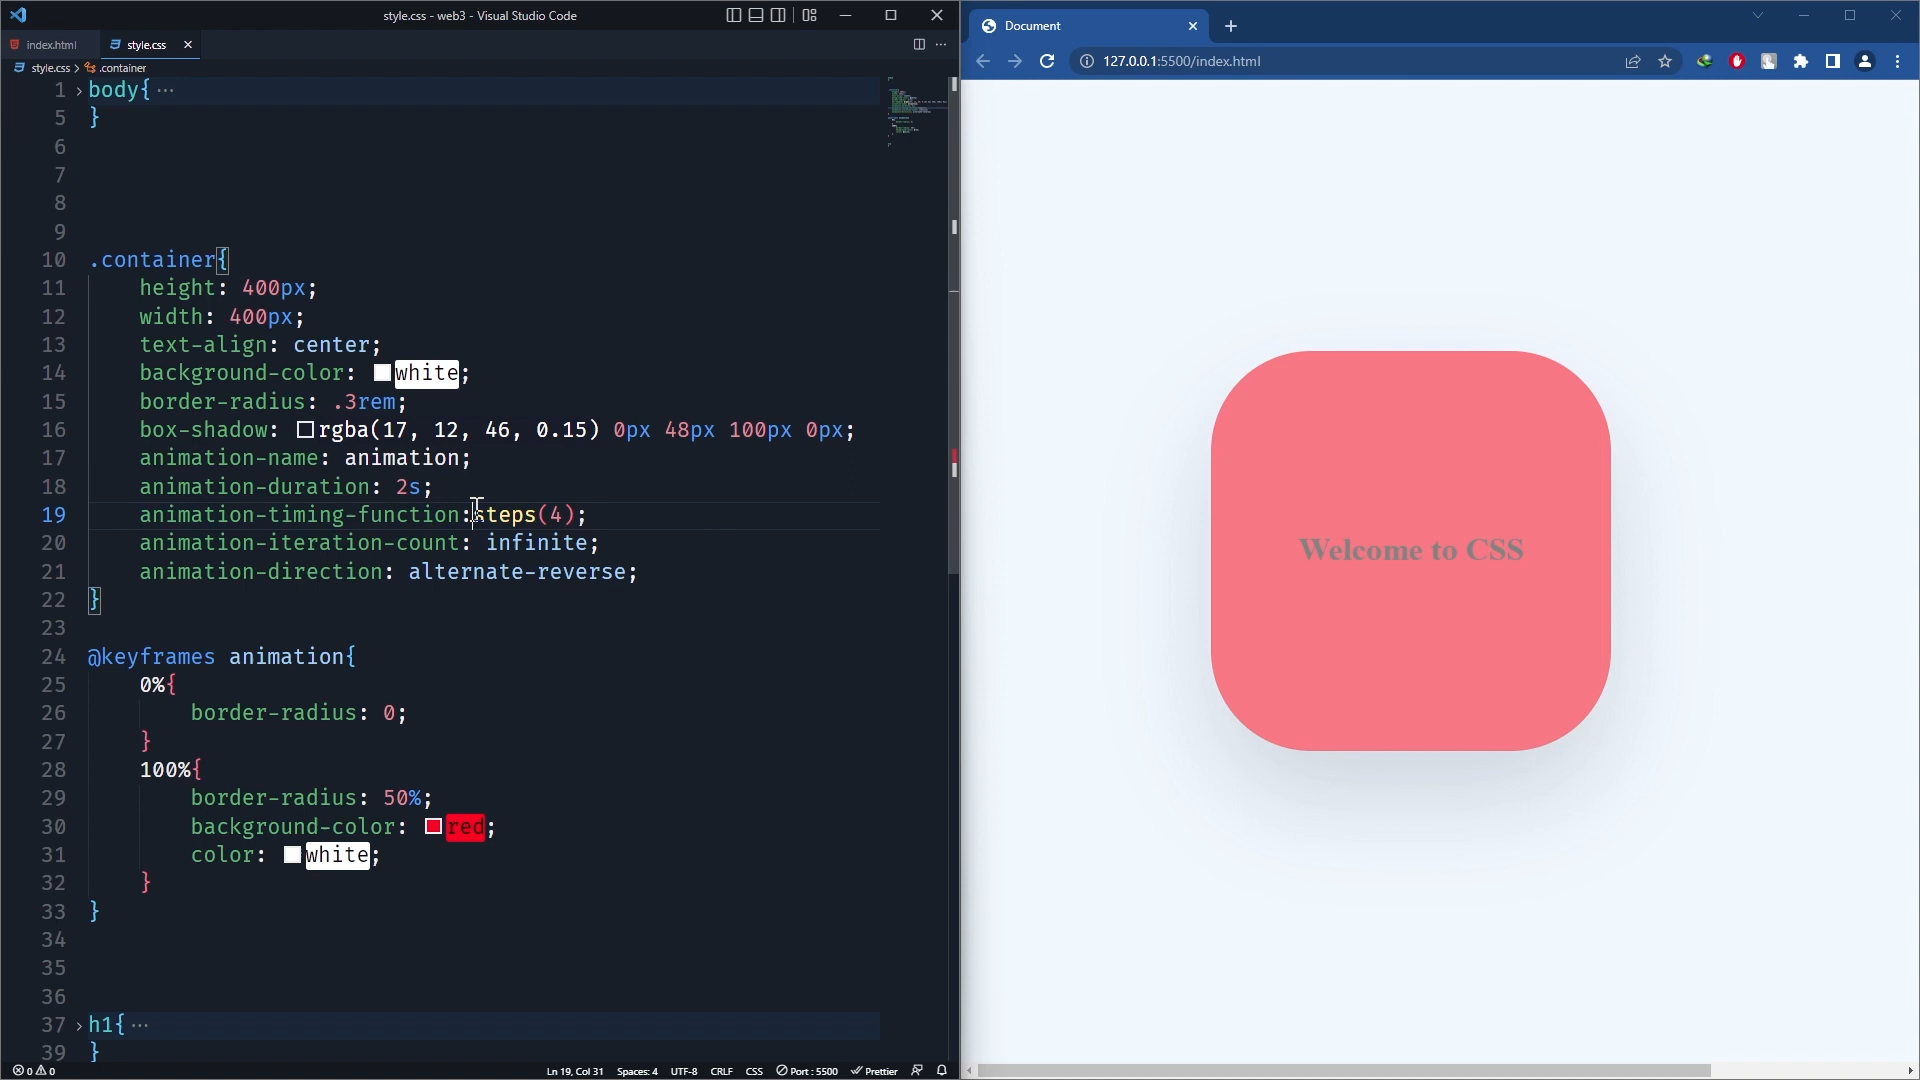 style.css - web3 - Visual Studio Code
index.html
style.css
style.css > .container
1 body{ ...
5 }
6
7
8
9
10 .container{
11 height: 400px;
12 width: 400px;
13 text-align: center;
14 background-color: white;
15 border-radius: .3rem;
16 box-shadow: rgba(17, 12, 46, 0.15) 0px 48px 100px 0px;
17 animation-name: animation;
18 animation-duration: 2s;
19 animation-timing-function:steps(4);
20 animation-iteration-count: infinite;
21 animation-direction: alternate-reverse;
22 }
23
24 @keyframes animation{
25 0%{
26 border-radius: 0;
27 }
28 100%{
29 border-radius: 50%;
30 background-color: red;
31 color: white;
32 }
33 }
34
35
36
37 h1{ ...
39 }
0 0 Ln 19, Col 31 Spaces: 4 UTF-8 CRLF CSS Port : 5500 Prettier
Document
127.0.0.1:5500/index.html
Welcome to CSS